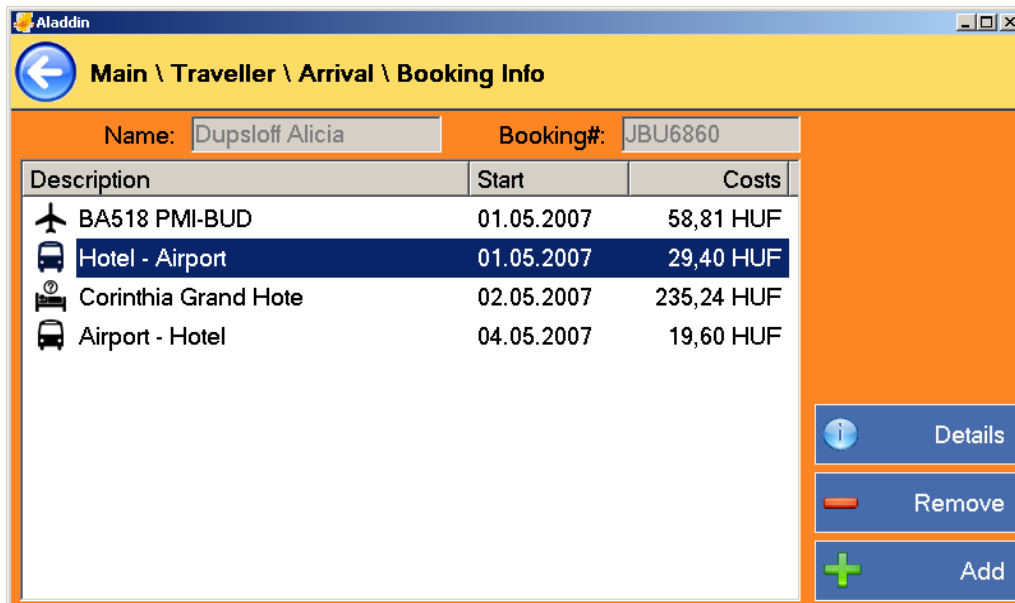 Aladdin
Main \ Traveller \ Arrival \ Booking Info
Name: Dupsloff Alicia Booking#: JBU6860
Description Start Costs
BA518 PMI-BUD 01.05.2007 58,81 HUF
Hotel - Airport 01.05.2007 29,40 HUF
Corinthia Grand Hote 02.05.2007 235,24 HUF
Airport - Hotel 04.05.2007 19,60 HUF
Details
Remove
Add